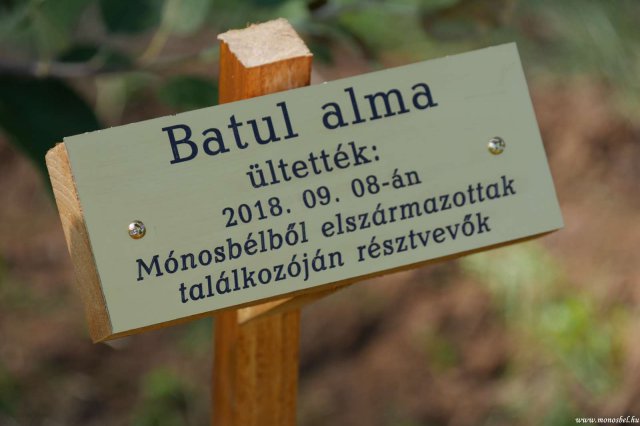 Batul alma
ültették:
2018. 09. 08-án
Mónosbélből elszármazottak
találkozóján résztvevők
www.monosbel.hu